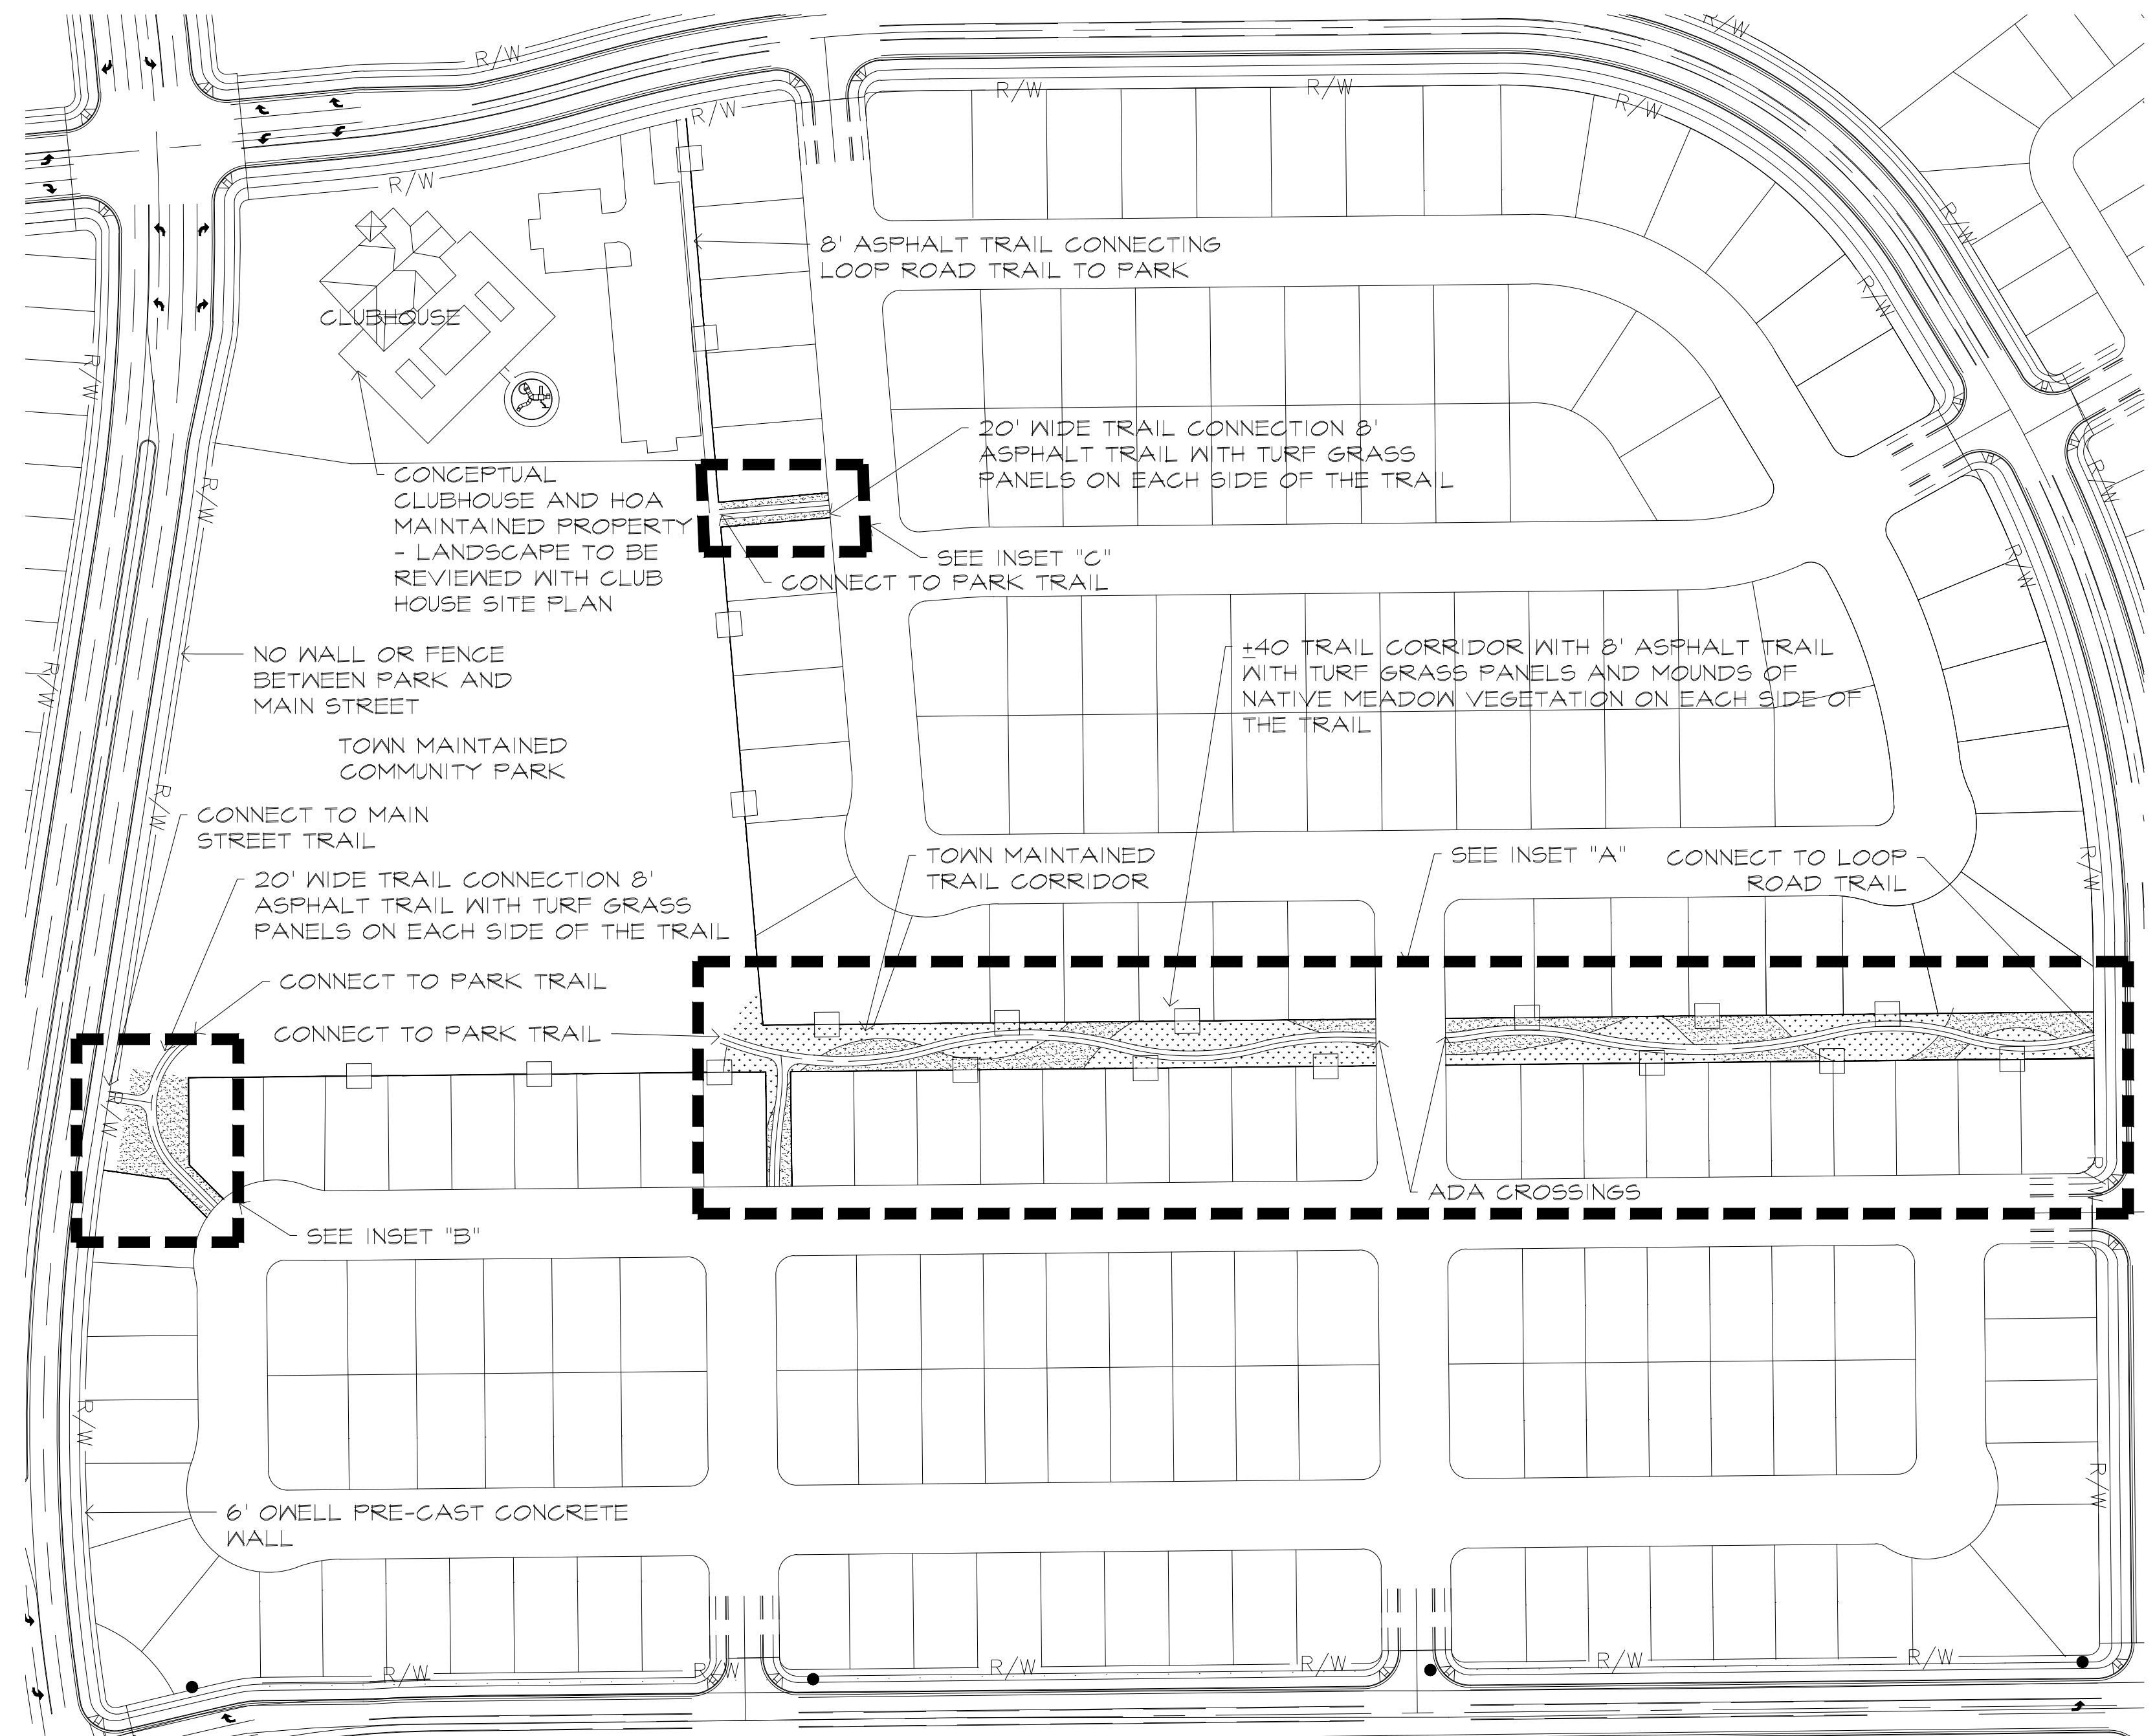 R/W
R/W
R/W
R/W
R/W
R/W
R/W
R/W
8' ASPHALT TRAIL CONNECTING
LOOP ROAD TRAIL TO PARK
R/W
R/W
CLUBHOUSE
R/W
20' WIDE TRAIL CONNECTION 8'
ASPHALT TRAIL WITH TURF GRASS
PANELS ON EACH SIDE OF THE TRAIL
CONCEPTUAL
CLUBHOUSE AND HOA
MAINTAINED PROPERTY
- LANDSCAPE TO BE
REVIEWED WITH CLUB
HOUSE SITE PLAN
R/W
R/W
SEE INSET "C"
CONNECT TO PARK TRAIL
R/W
NO WALL OR FENCE
BETWEEN PARK AND
MAIN STREET
±40 TRAIL CORRIDOR WITH 8' ASPHALT TRAIL
WITH TURF GRASS PANELS AND MOUNDS OF
NATIVE MEADOW VEGETATION ON EACH SIDE OF
THE TRAIL
R/W
TOWN MAINTAINED
COMMUNITY PARK
R/W
CONNECT TO MAIN
STREET TRAIL
TOWN MAINTAINED
TRAIL CORRIDOR
SEE INSET "A"
CONNECT TO LOOP
ROAD TRAIL
R/W
20' WIDE TRAIL CONNECTION 8'
ASPHALT TRAIL WITH TURF GRASS
PANELS ON EACH SIDE OF THE TRAIL
CONNECT TO PARK TRAIL
CONNECT TO PARK TRAIL
R/W
R/W
ADA CROSSINGS
SEE INSET "B"
R/W
R/W
6' OWELL PRE-CAST CONCRETE
WALL
R/W
R/W
R/W
R/W
R/W
R/W